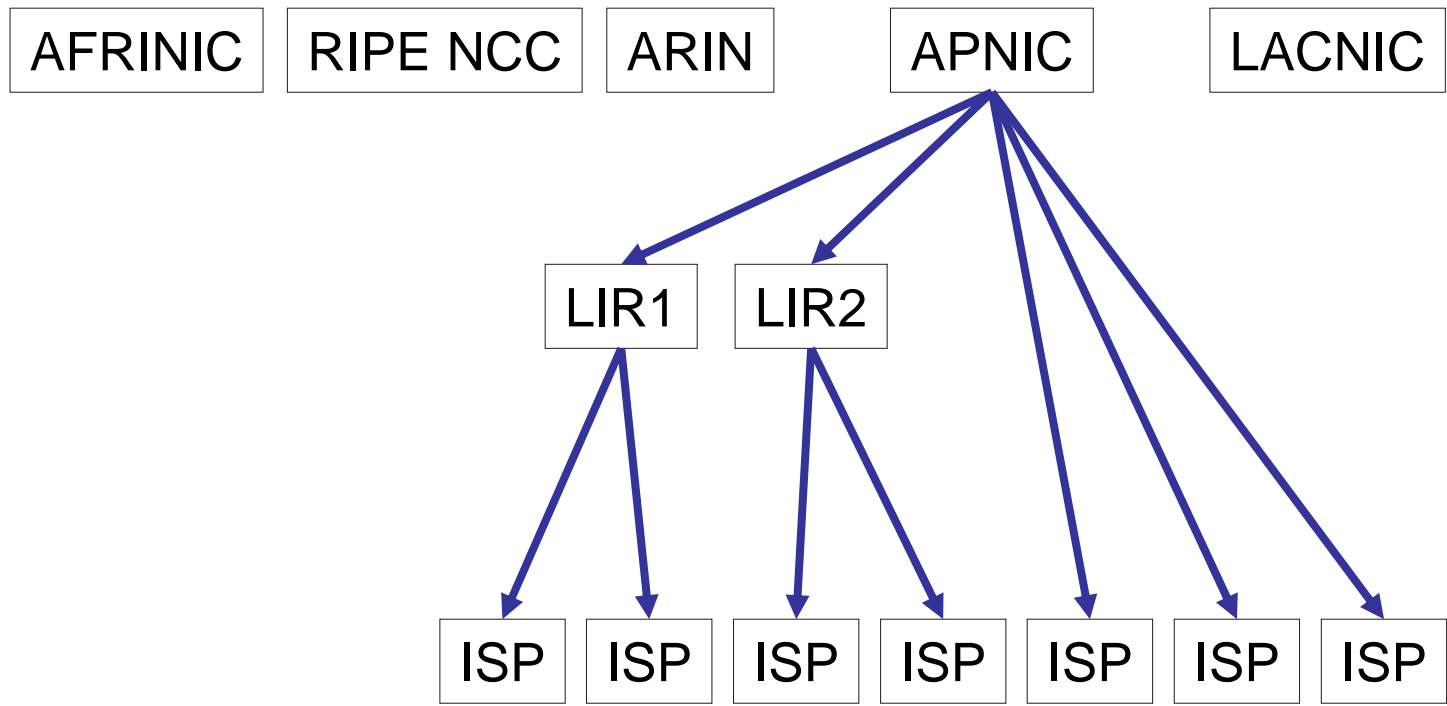 AFRINIC
RIPE NCC
ARIN
APNIC
LACNIC
LIR1
LIR2
ISP
ISP
ISP
ISP
ISP
ISP
ISP